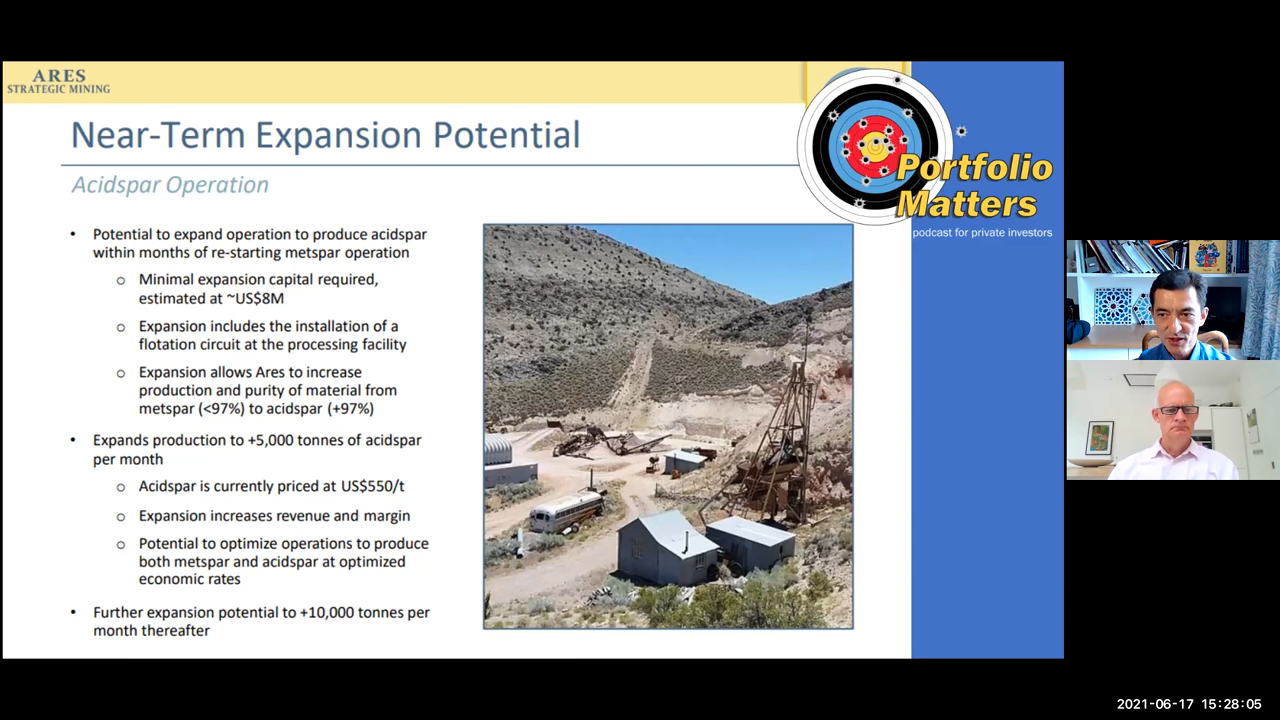 ARES
STRATEGIC MINING
Near-Term Expansion Potential
Acidspar Operation
• Potential to expand operation to produce acidspar
within months of re-starting metspar operation
o Minimal expansion capital required,
estimated at ~US$8M
o Expansion includes the installation of a
flotation circuit at the processing facility
o Expansion allows Ares to increase
production and purity of material from
metspar (<97%) to acidspar (+97%)
• Expands production to +5,000 tonnes of acidspar
per month
o Acidspar is currently priced at US$550/t
o Expansion increases revenue and margin
o Potential to optimize operations to produce
both metspar and acidspar at optimized
economic rates
• Further expansion potential to +10,000 tonnes per
month thereafter
Portfolio
Matters
podcast for private investors
2021-06-17 15:28:05